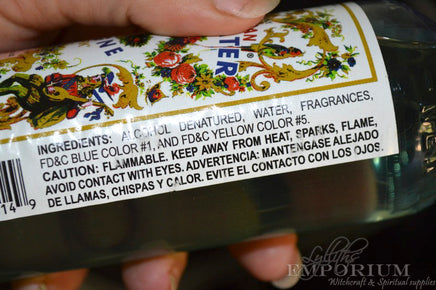 TER
NE
INGREDIENTS: ALCOHOL DENATURED, WATER, FRAGRANCES,
FD&C BLUE COLOR #1, AND FD&C YELLOW COLOR #5.
CAUTION: FLAMMABLE. KEEP AWAY FROM HEAT, SPARKS, FLAME,
AVOID CONTACT WITH EYES. ADVERTENCIA: MANTENGASE ALEJADO
DE LLAMAS, CHISPAS Y CALOR. EVITE EL CONTACTO CON LOS OJOS.
14 9
Lylliths
EMPORIUM
Witchcraft & Spiritual supplies